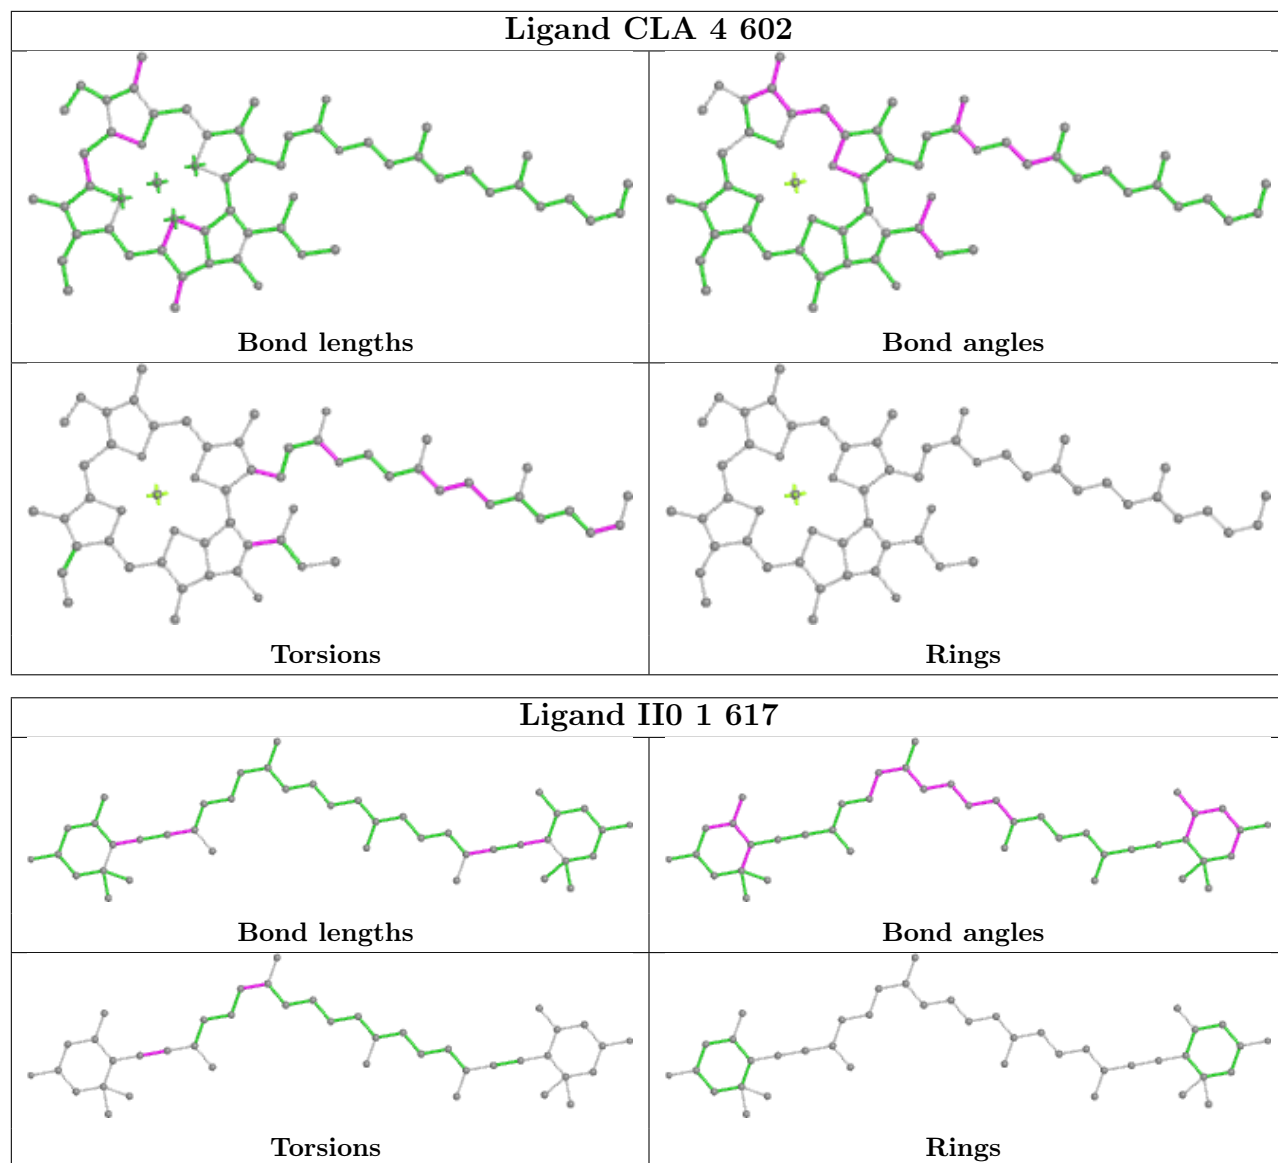 Ligand CLA 4 602
Bond lengths
Bond angles
Torsions
Rings
Ligand II0 1 617
Bond lengths
Bond angles
Torsions
Rings